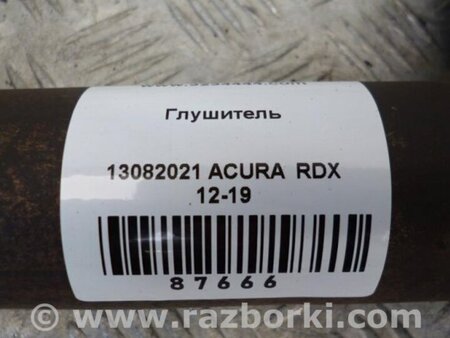 Глушитель
13082021 ACURA RDX
12-19
87666
© www.razborki.com